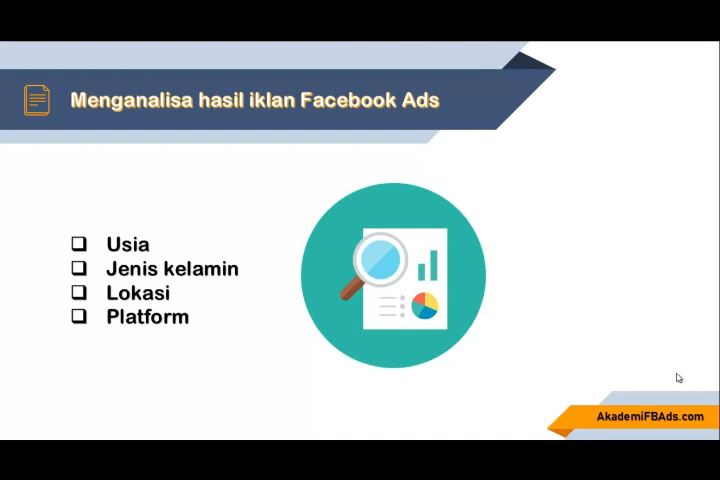 Menganalisa hasil iklan Facebook Ads
Usia
Jenis kelamin
Lokasi
Platform
AkademiFBAds.com